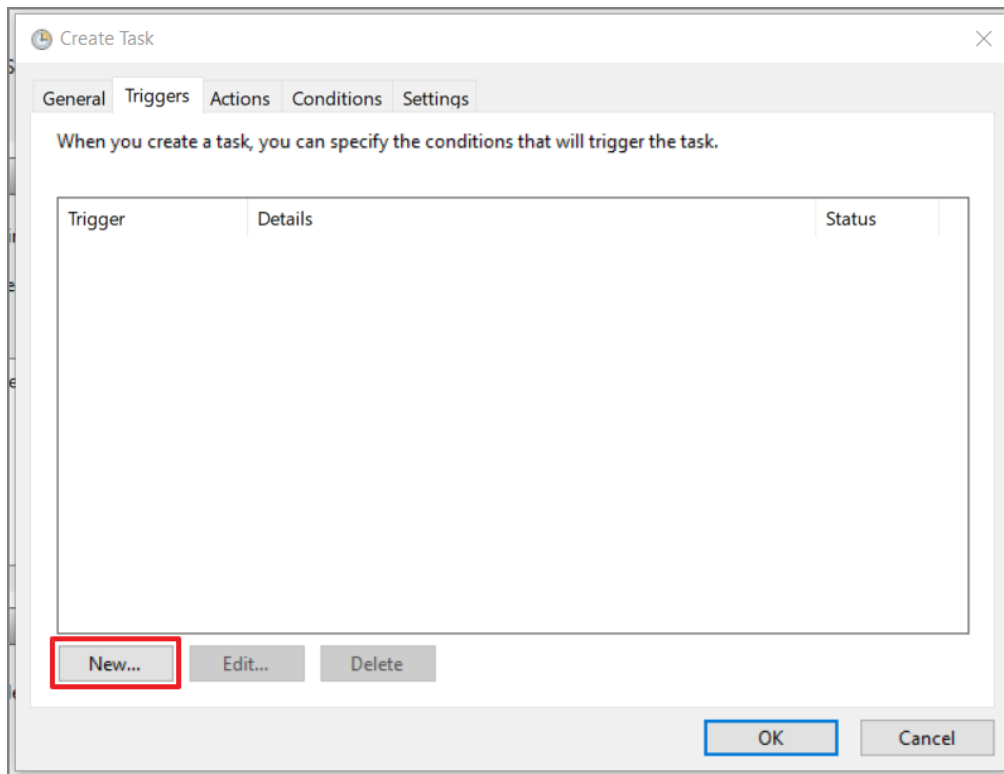 Create Task
General Triggers Actions Conditions Settings
When you create a task, you can specify the conditions that will trigger the task.
Trigger Details Status
New... Edit... Delete
OK Cancel